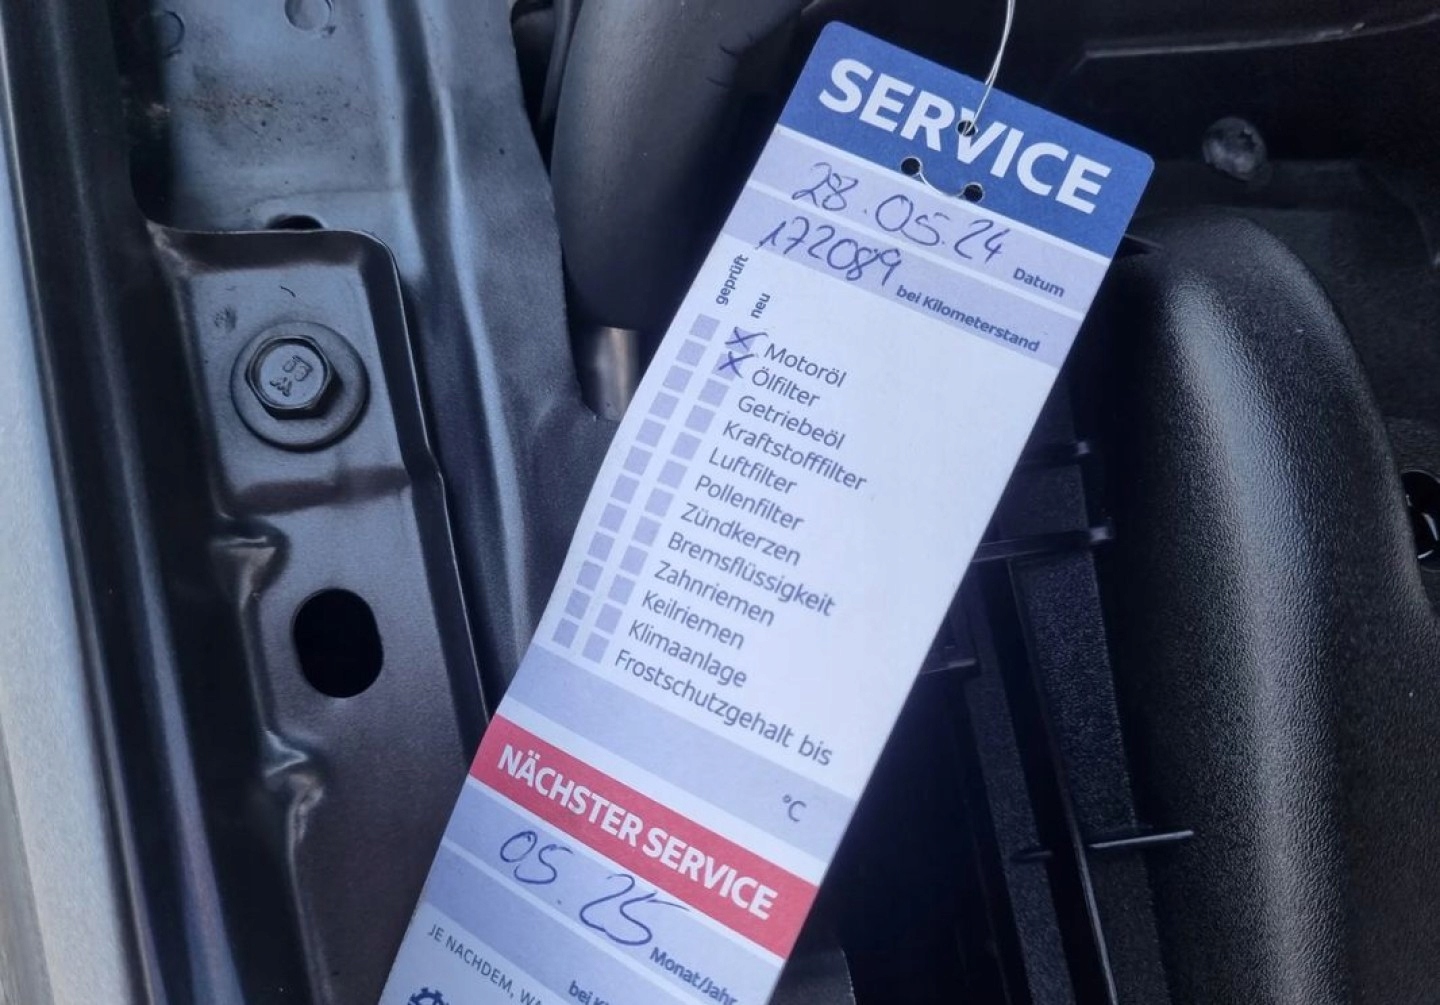 SERVICE
28.05.24 Datum
172089 bei Kilometerstand
geprüft
neu
Motoröl
Ölfilter
Getriebeöl
Kraftstofffilter
Luftfilter
Pollenfilter
Zündkerzen
Bremsflüssigkeit
Zahnriemen
Keilriemen
Klimaanlage
Frostschutzgehalt bis
°C
NÄCHSTER SERVICE
05.25 Monat/Jahr
bei
JE NACHDEM,